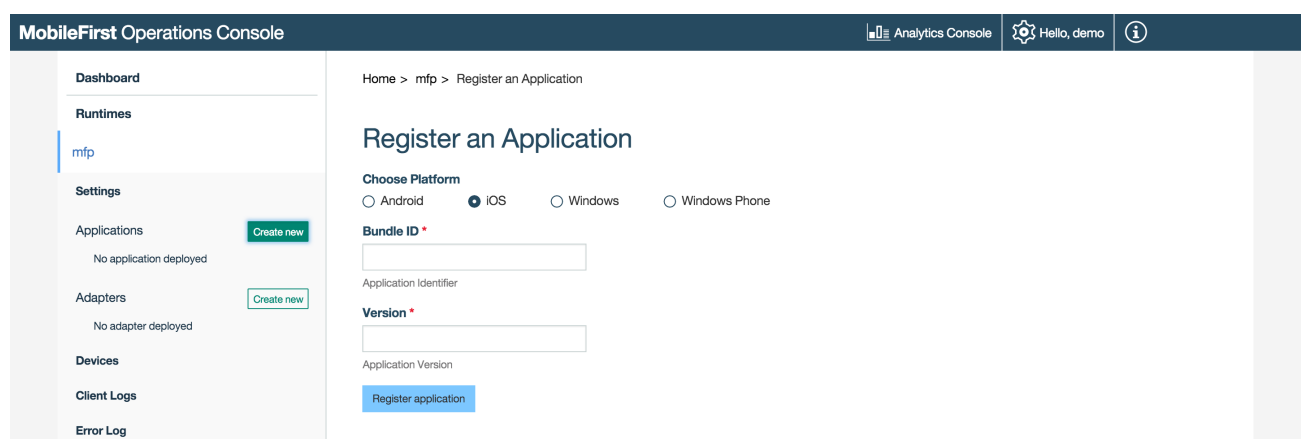 MobileFirst Operations Console
Analytics Console
Hello, demo
Dashboard
Runtimes
mfp
Settings
Applications Create new
No application deployed
Adapters Create new
No adapter deployed
Devices
Client Logs
Error Log
Home > mfp > Register an Application
Register an Application
Choose Platform
Android iOS Windows Windows Phone
Bundle ID *
Application Identifier
Version *
Application Version
Register application